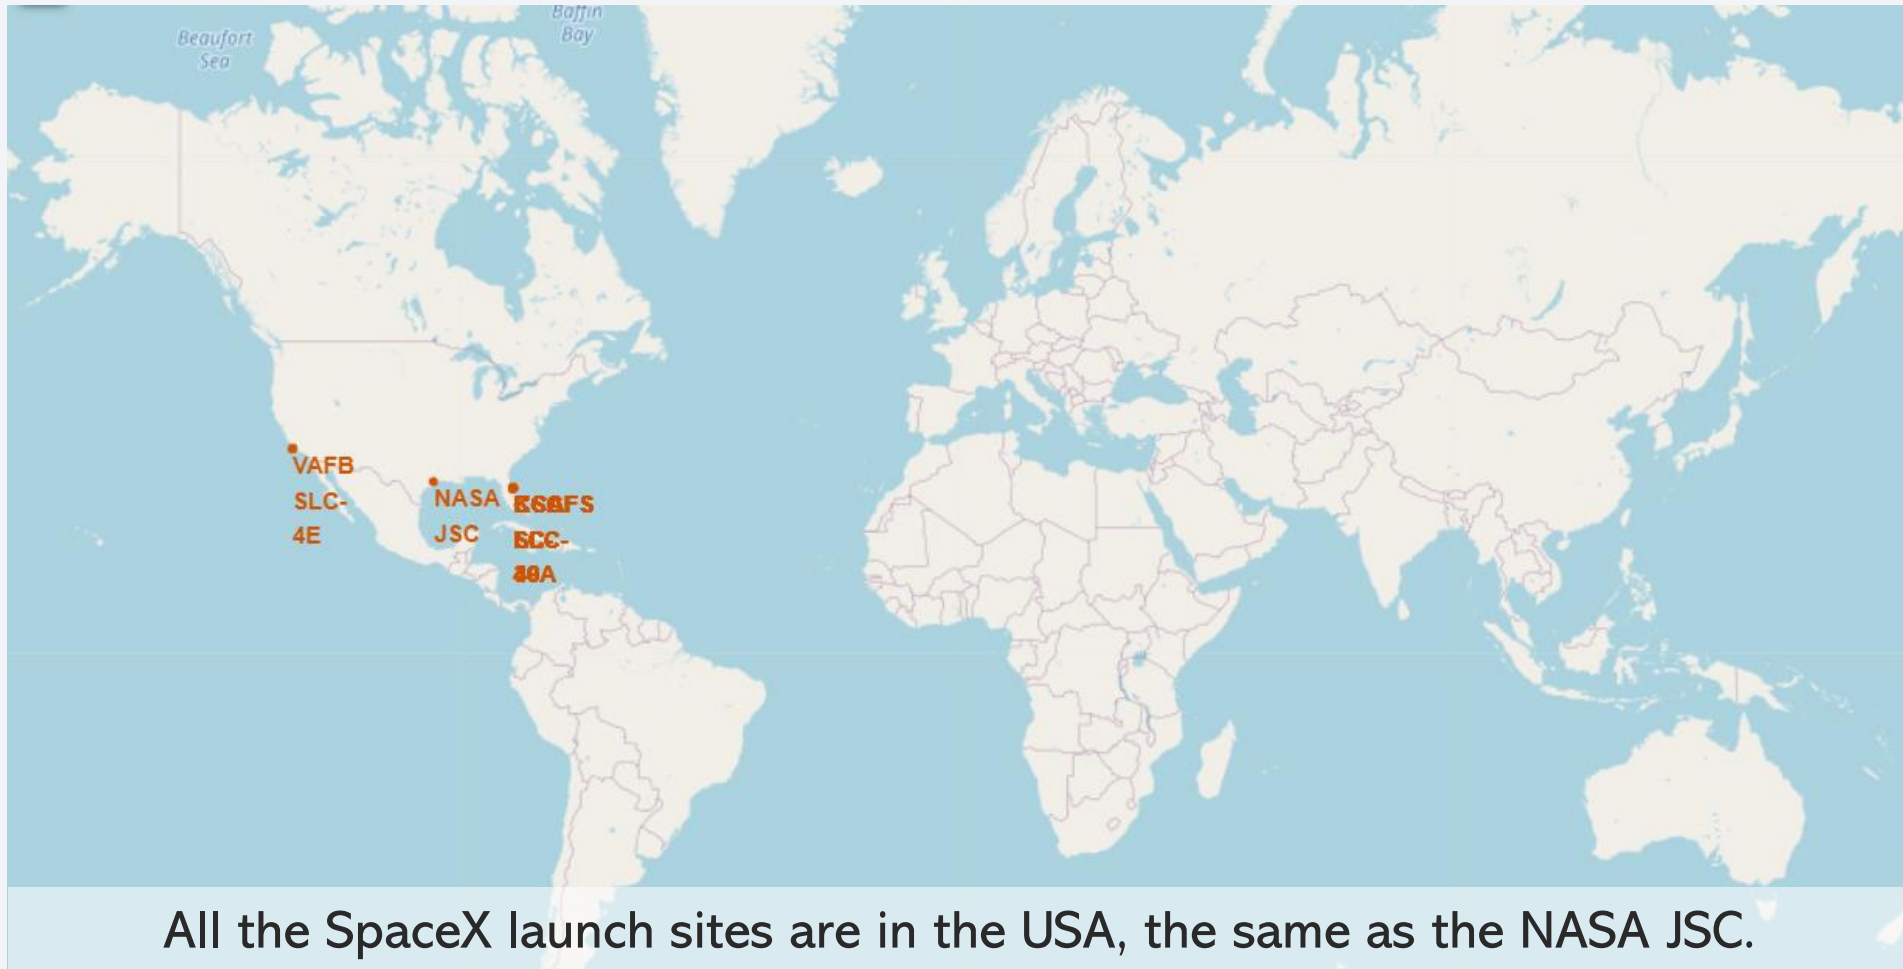 Beaufort
Sea
Baffin
Bay
VAFB
SLC-
4E
NASA
JSC
All the SpaceX launch sites are in the USA, the same as the NASA JSC.